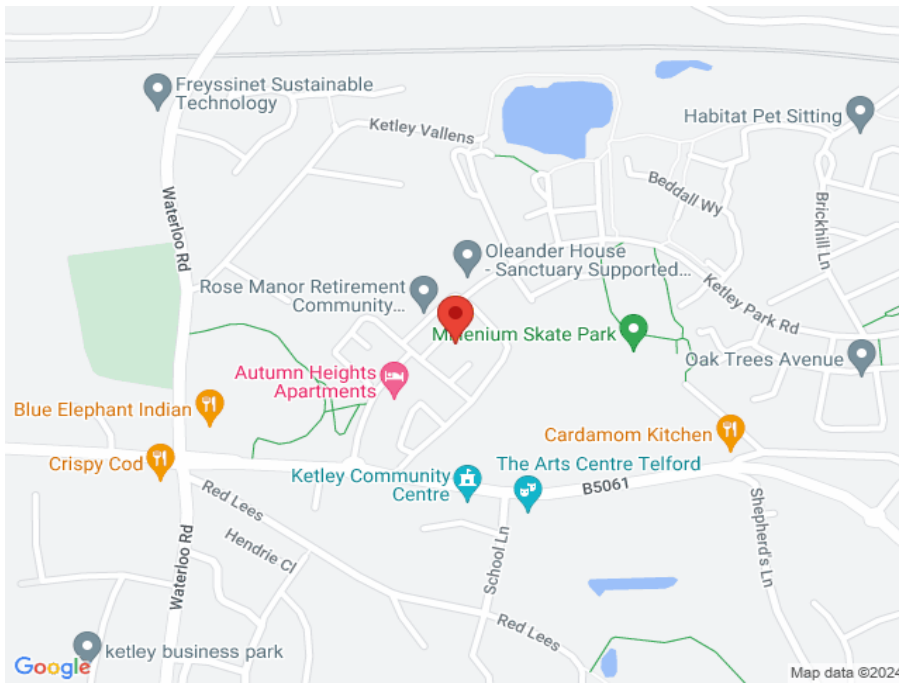 Freyssinet Sustainable
Technology
Ketley Vallens
Habitat Pet Sitting
Beddall Wy
Brickhill Ln
Waterloo Rd
Oleander House
- Sanctuary Supported...
Rose Manor Retirement
Community...
Ketley Park Rd
Millenium Skate Park
Oak Trees Avenue
Autumn Heights
Apartments
Blue Elephant Indian
Cardamom Kitchen
Crispy Cod
The Arts Centre Telford
Ketley Community
Centre
B5061
Red Lees
Hendrie Cl
Waterloo Rd
School Ln
Shepherd's Ln
Red Lees
ketley business park
Google
Map data ©2024